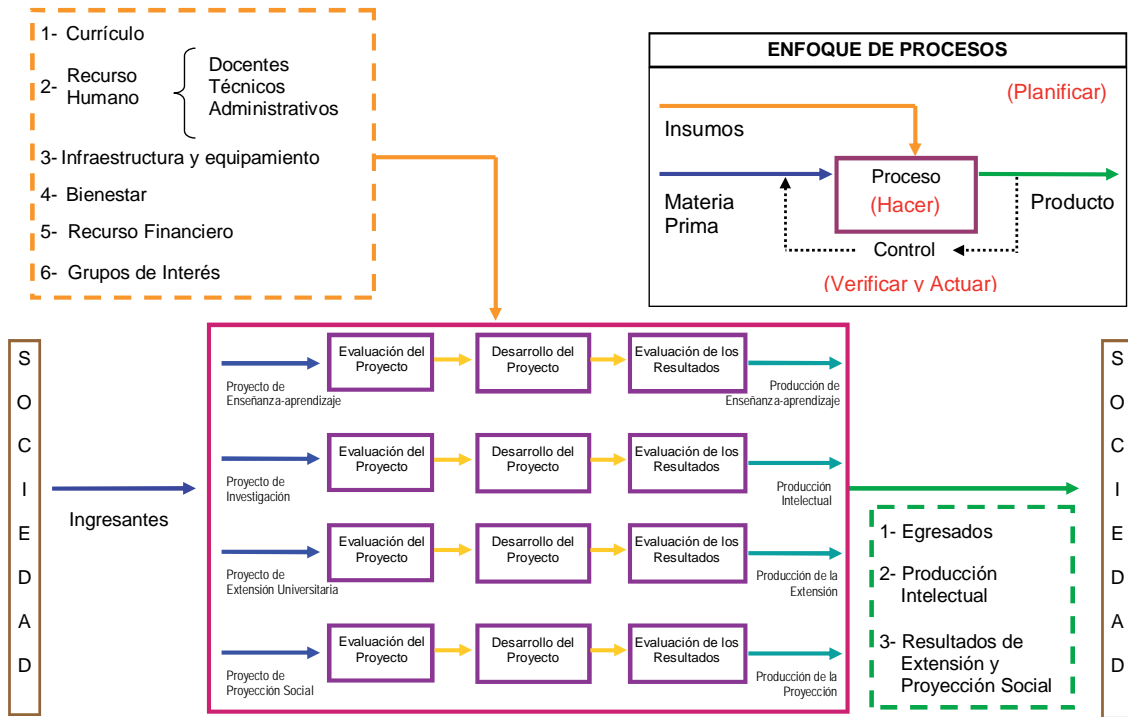 1- Currículo
2- Recurso
Humano
Docentes
Técnicos
Administrativos
3- Infraestructura y equipamiento
4- Bienestar
5- Recurso Financiero
6- Grupos de Interés
ENFOQUE DE PROCESOS
(Planificar)
Insumos
Materia
Prima
Proceso
(Hacer)
Producto
Control
(Verificar y Actuar)
SOCIEDAD
Ingresantes
Proyecto de
Enseñanza-aprendizaje
Evaluación del
Proyecto
Desarrollo del
Proyecto
Evaluación de los
Resultados
Producción de
Enseñanza-aprendizaje
Proyecto de
Investigación
Evaluación del
Proyecto
Desarrollo del
Proyecto
Evaluación de los
Resultados
Producción
Intelectual
Proyecto de
Extensión Universitaria
Evaluación del
Proyecto
Desarrollo del
Proyecto
Evaluación de los
Resultados
Producción de la
Extensión
Proyecto de
Proyección Social
Evaluación del
Proyecto
Desarrollo del
Proyecto
Evaluación de los
Resultados
Producción de la
Proyección
1- Egresados
2- Producción
Intelectual
3- Resultados de
Extensión y
Proyección Social
SOCIEDAD